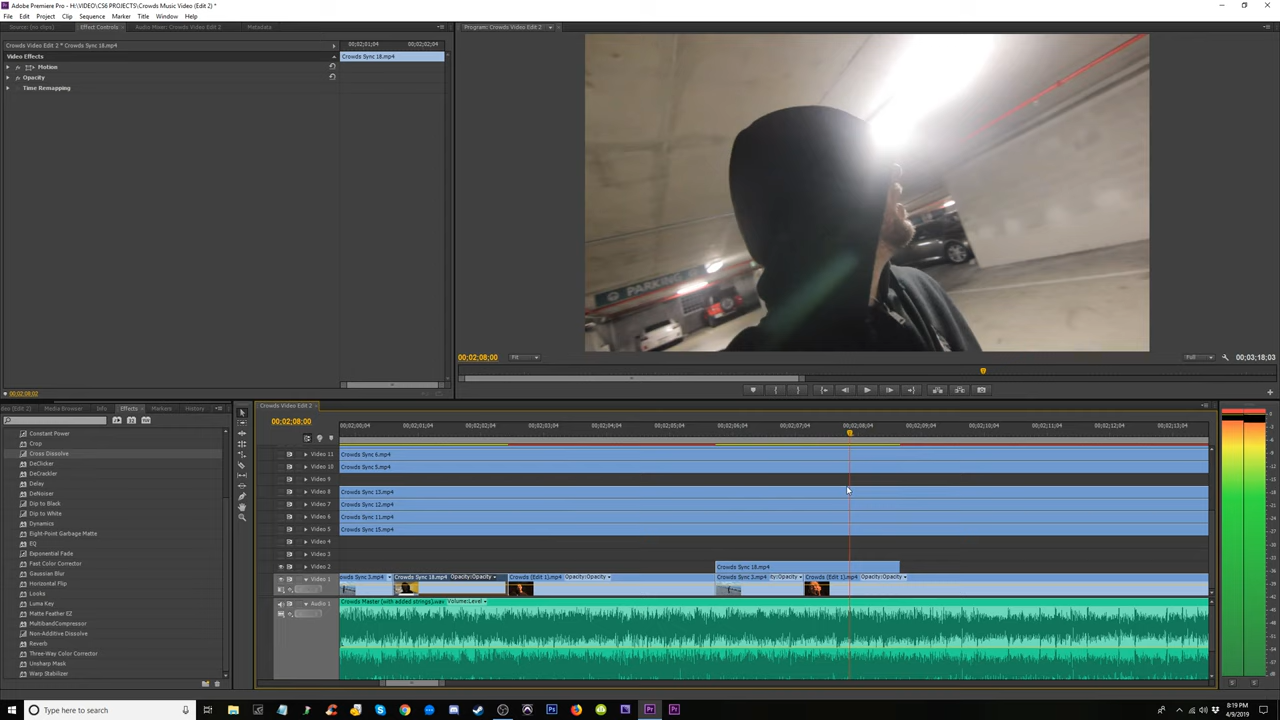 Adobe Premiere Pro - H:\VIDEO\CS6 PROJECTS\Crowds Music Video (Edit 2) *
File Edit Project Clip Sequence Marker Title Window Help
Source: (no clips) Effect Controls Audio Mixer: Crowds Video Edit 2 Metadata
Program: Crowds Video Edit 2
Crowds Video Edit 2 * Crowds Sync 18.mp4
00;02;01;04 00;02;02;04
Video Effects
Crowds Sync 18.mp4
Motion
Opacity
Time Remapping
PARKING
00;02;08;00 Fit Full 00;03;18;03
00;02;08;02
(Edit 2) Media Browser Info Effects Markers History
Crowds Video Edit 2
00;02;08;00
00;02;00;04 00;02;01;04 00;02;02;04 00;02;03;04 00;02;04;04 00;02;05;04 00;02;06;04 00;02;07;04 00;02;08;04 00;02;09;04 00;02;10;04 00;02;11;04 00;02;12;04 00;02;13;04
Constant Power
Crop
Cross Dissolve
DeClicker
DeCrackler
Delay
DeNoiser
Dip to Black
Dip to White
Dynamics
Eight-Point Garbage Matte
EQ
Exponential Fade
Fast Color Corrector
Gaussian Blur
Horizontal Flip
Looks
Luma Key
Matte Feather EZ
MultibandCompressor
Non-Additive Dissolve
Reverb
Three-Way Color Corrector
Unsharp Mask
Warp Stabilizer
Video 11 Crowds Sync 6.mp4
Video 10 Crowds Sync 5.mp4
Video 9
Video 8 Crowds Sync 13.mp4
Video 7 Crowds Sync 12.mp4
Video 6 Crowds Sync 11.mp4
Video 5 Crowds Sync 15.mp4
Video 4
Video 3
Video 2 Crowds Sync 18.mp4
Video 1 owds Sync 3.mp4 Crowds Sync 18.mp4 Opacity:Opacity Crowds (Edit 1).mp4 Opacity:Opacity Crowds Sync 3.mp4 ty:Opacity Crowds (Edit 1).mp4 Opacity:Opacity
Audio 1 Crowds Master (with added strings).wav Volume:Level
Type here to search
8:19 PM
4/9/2019